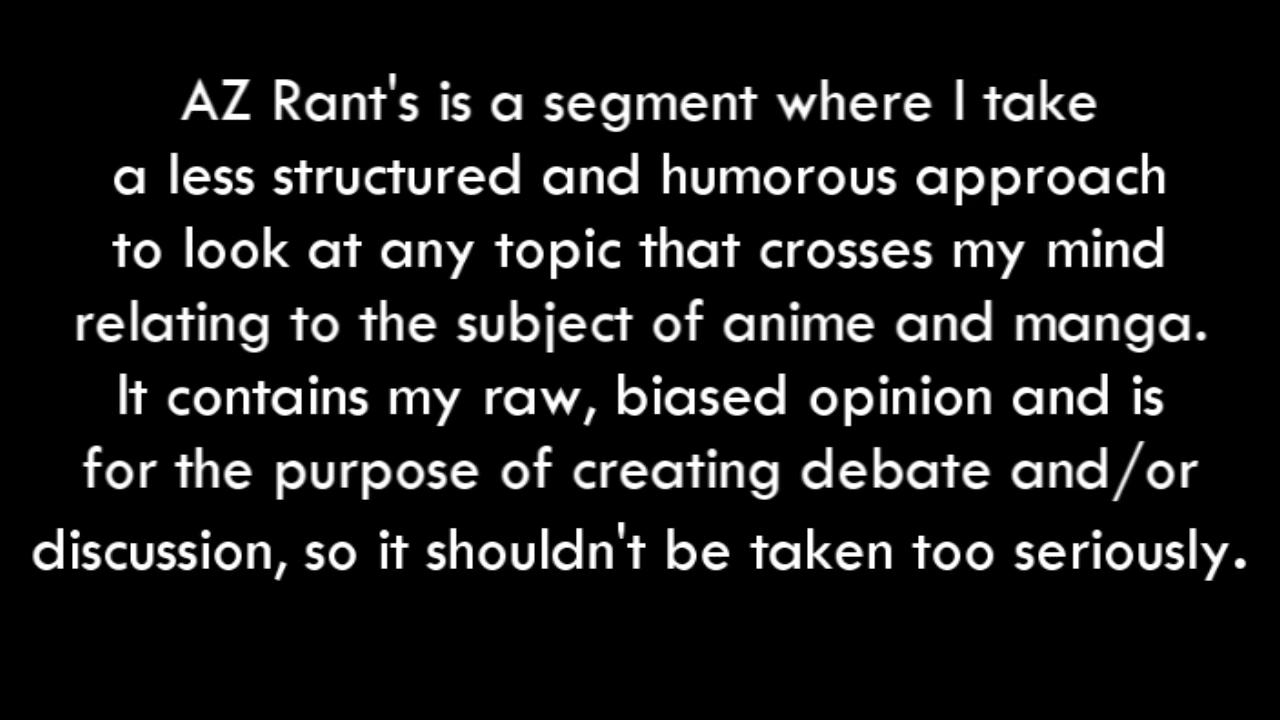 AZ Rant's is a segment where I take
a less structured and humorous approach
to look at any topic that crosses my mind
relating to the subject of anime and manga.
It contains my raw, biased opinion and is
for the purpose of creating debate and/or
discussion, so it shouldn't be taken too seriously.